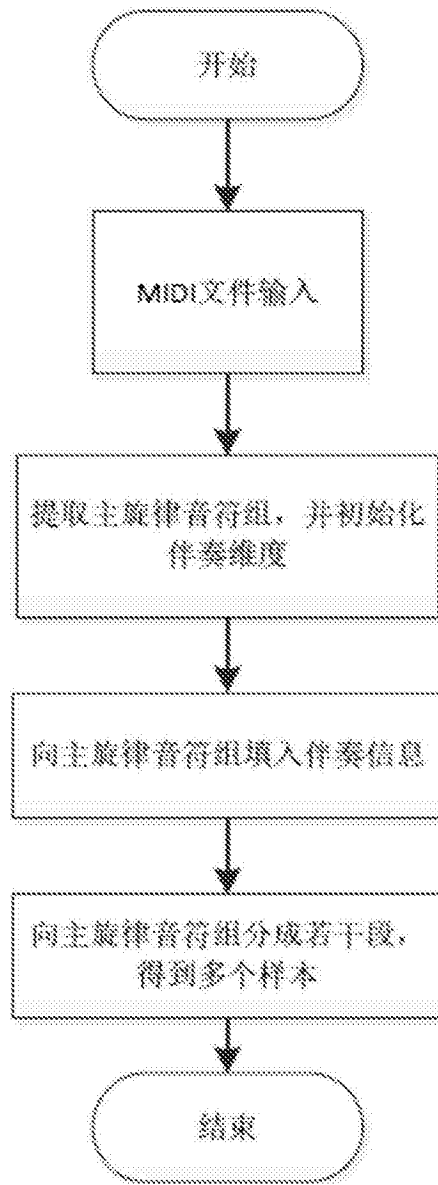 开始
MIDI文件输入
提取主旋律音符组，并初始化
伴奏维度
向主旋律音符组填入伴奏信息
向主旋律音符组分成若干段，
得到多个样本
结束